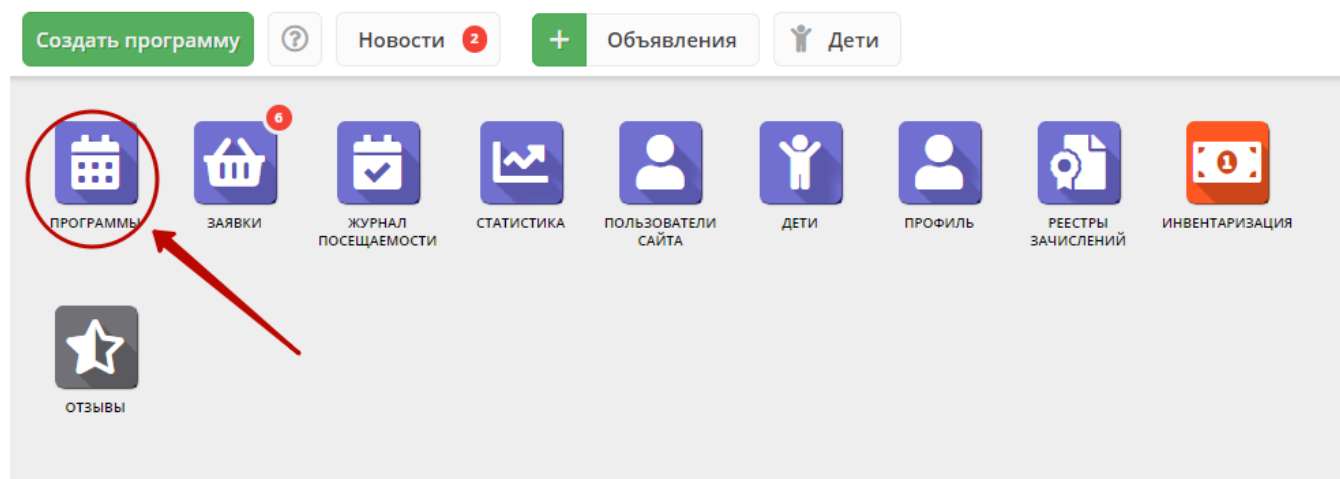 Создать программу
?
Новости 2
+ Объявления
Дети
6
ПРОГРАММЫ
ЗАЯВКИ
ЖУРНАЛ
ПОСЕЩАЕМОСТИ
СТАТИСТИКА
ПОЛЬЗОВАТЕЛИ
САЙТА
ДЕТИ
ПРОФИЛЬ
РЕЕСТРЫ
ЗАЧИСЛЕНИЙ
1
ИНВЕНТАРИЗАЦИЯ
ОТЗЫВЫ